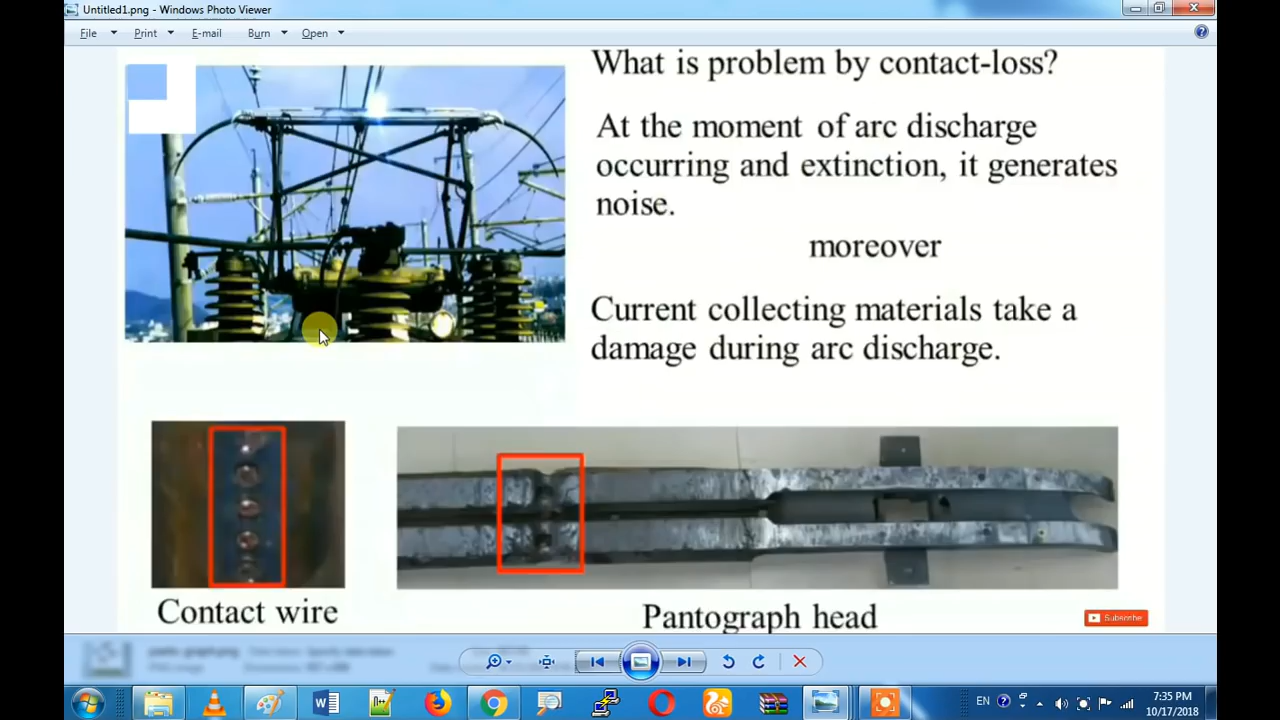 Untitled1.png - Windows Photo Viewer
File Print E-mail Burn Open
What is problem by contact-loss?
At the moment of arc discharge
occurring and extinction, it generates
noise.
moreover
Current collecting materials take a
damage during arc discharge.
Contact wire
Pantograph head
Subscribe
EN
7:35 PM
10/17/2018